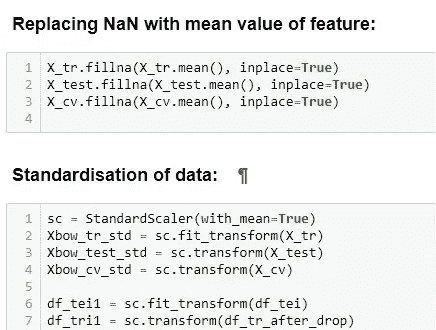 Replacing NaN with mean value of feature:
1 X_tr.fillna(X_tr.mean(), inplace=True)
2 X_test.fillna(X_test.mean(), inplace=True)
3 X_cv.fillna(X_cv.mean(), inplace=True)
4
Standardisation of data: ¶
1 sc = StandardScaler(with_mean=True)
2 Xbow_tr_std = sc.fit_transform(X_tr)
3 Xbow_test_std = sc.transform(X_test)
4 Xbow_cv_std = sc.transform(X_cv)
5
6 df_tei1 = sc.fit_transform(df_tei)
7 df_tri1 = sc.transform(df_tr_after_drop)